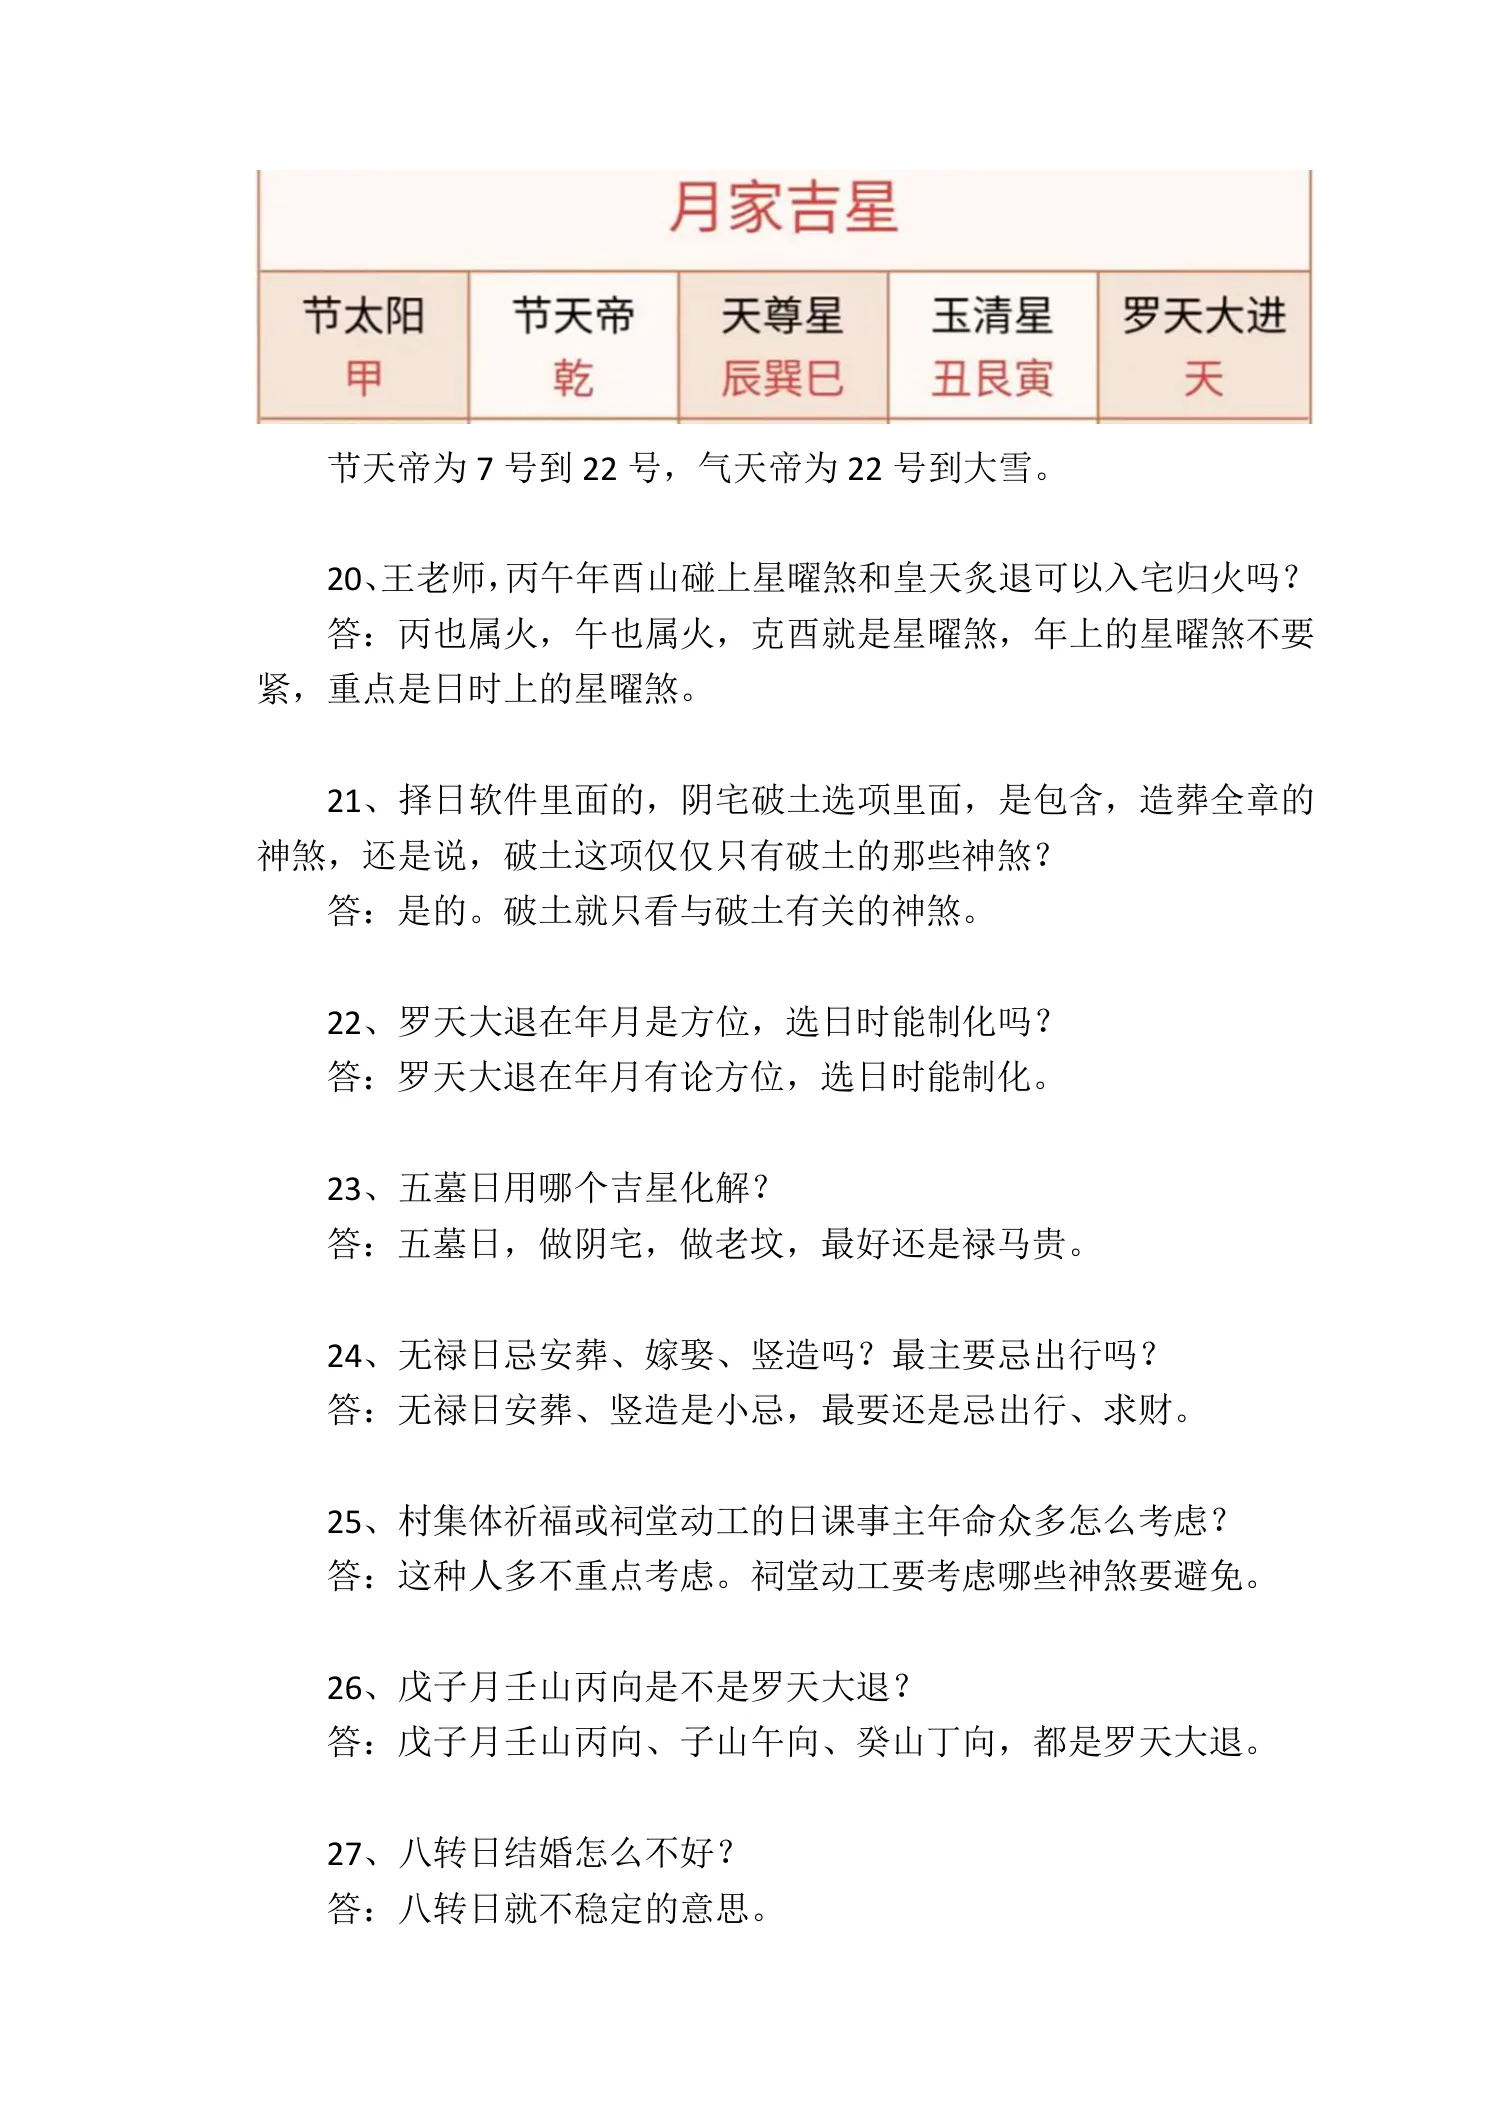 月家吉星
节太阳 节天帝 天尊星 玉清星 罗天大进
甲 乾 辰巽巳 丑艮寅 天
节天帝为 7 号到 22 号，气天帝为 22 号到大雪。
20、王老师，丙午年酉山碰上星曜煞和皇天炙退可以入宅归火吗？
答：丙也属火，午也属火，克酉就是星曜煞，年上的星曜煞不要
紧，重点是日时上的星曜煞。
21、择日软件里面的，阴宅破土选项里面，是包含，造葬全章的
神煞，还是说，破土这项仅仅只有破土的那些神煞？
答：是的。破土就只看与破土有关的神煞。
22、罗天大退在年月是方位，选日时能制化吗？
答：罗天大退在年月有论方位，选日时能制化。
23、五墓日用哪个吉星化解？
答：五墓日，做阴宅，做老坟，最好还是禄马贵。
24、无禄日忌安葬、嫁娶、竖造吗？最主要忌出行吗？
答：无禄日安葬、竖造是小忌，最要还是忌出行、求财。
25、村集体祈福或祠堂动工的日课事主年命众多怎么考虑？
答：这种人多不重点考虑。祠堂动工要考虑哪些神煞要避免。
26、戊子月壬山丙向是不是罗天大退？
答：戊子月壬山丙向、子山午向、癸山丁向，都是罗天大退。
27、八转日结婚怎么不好？
答：八转日就不稳定的意思。